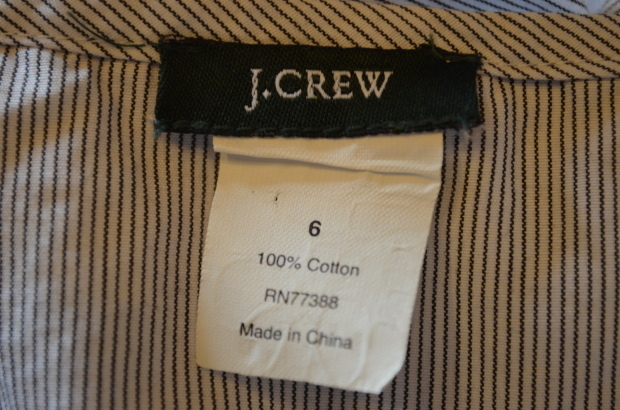 J.CREW
6
100% Cotton
RN77388
Made in China